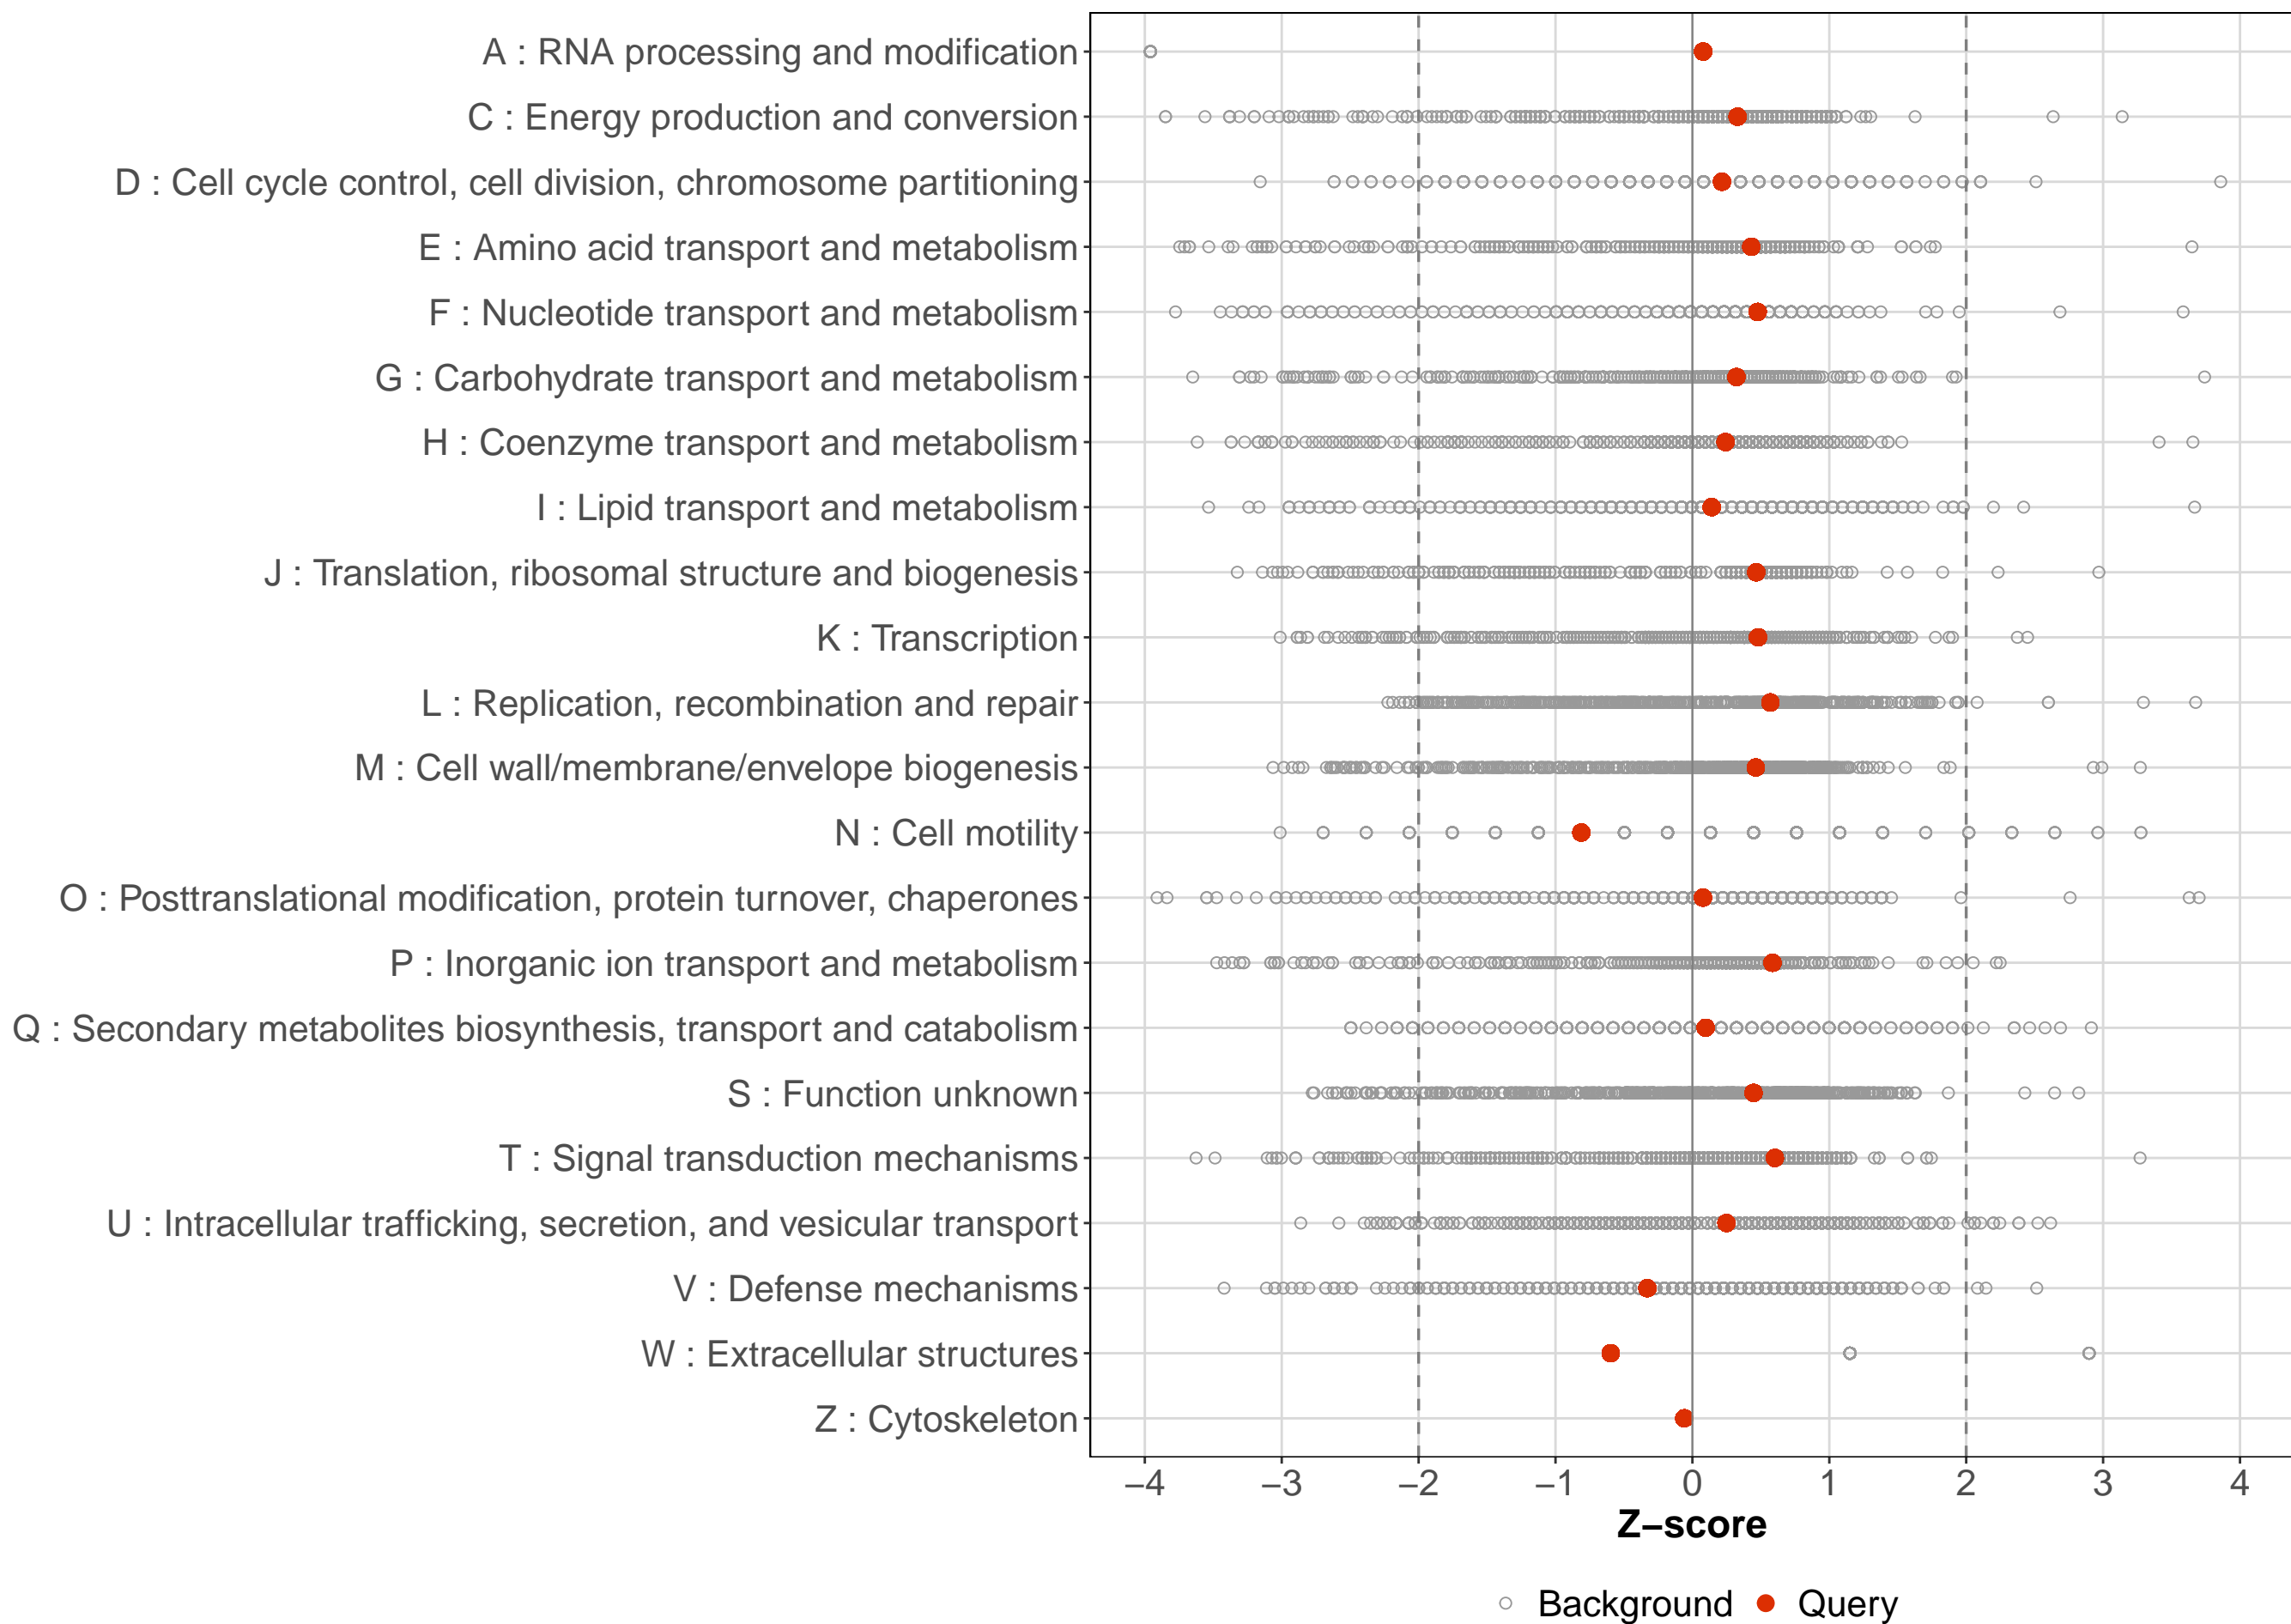 A : RNA processing and modification
C : Energy production and conversion
D : Cell cycle control, cell division, chromosome partitioning
E : Amino acid transport and metabolism
F : Nucleotide transport and metabolism
G : Carbohydrate transport and metabolism
H : Coenzyme transport and metabolism
I : Lipid transport and metabolism
J : Translation, ribosomal structure and biogenesis
K : Transcription
L : Replication, recombination and repair
M : Cell wall/membrane/envelope biogenesis
N : Cell motility
O : Posttranslational modification, protein turnover, chaperones
P : Inorganic ion transport and metabolism
Q : Secondary metabolites biosynthesis, transport and catabolism
S : Function unknown
T : Signal transduction mechanisms
U : Intracellular trafficking, secretion, and vesicular transport
V : Defense mechanisms
W : Extracellular structures
Z : Cytoskeleton
−4 −3 −2 −1 0 1 2 3 4
Z−score
Background Query